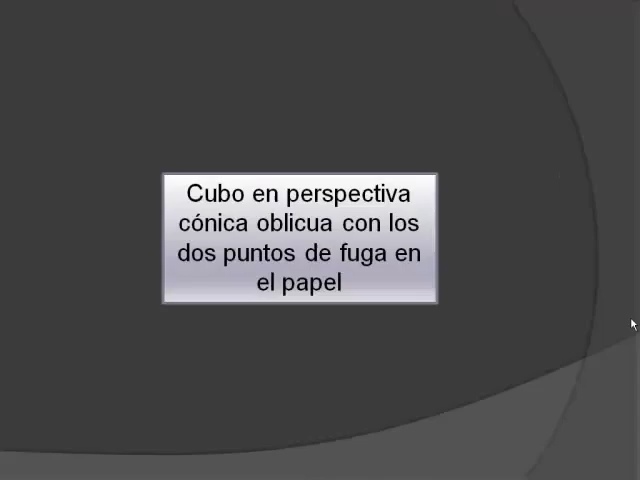 Cubo en perspectiva
cónica oblicua con los
dos puntos de fuga en
el papel